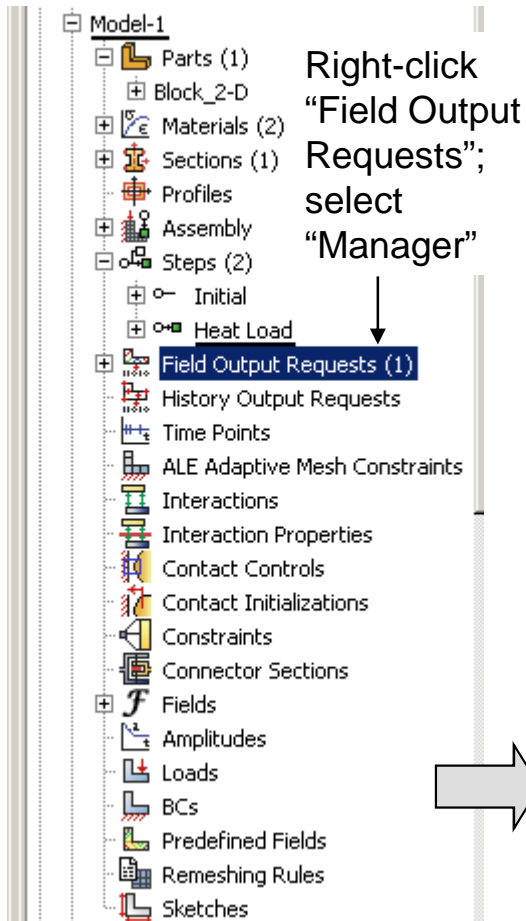 Model-1
Parts (1)
Block_2-D
Materials (2)
Sections (1)
Profiles
Assembly
Steps (2)
Initial
Heat Load
Field Output Requests (1)
History Output Requests
Time Points
ALE Adaptive Mesh Constraints
Interactions
Interaction Properties
Contact Controls
Contact Initializations
Constraints
Connector Sections
Fields
Amplitudes
Loads
BCs
Predefined Fields
Remeshing Rules
Sketches
Right-click
“Field Output
Requests”;
select
“Manager”